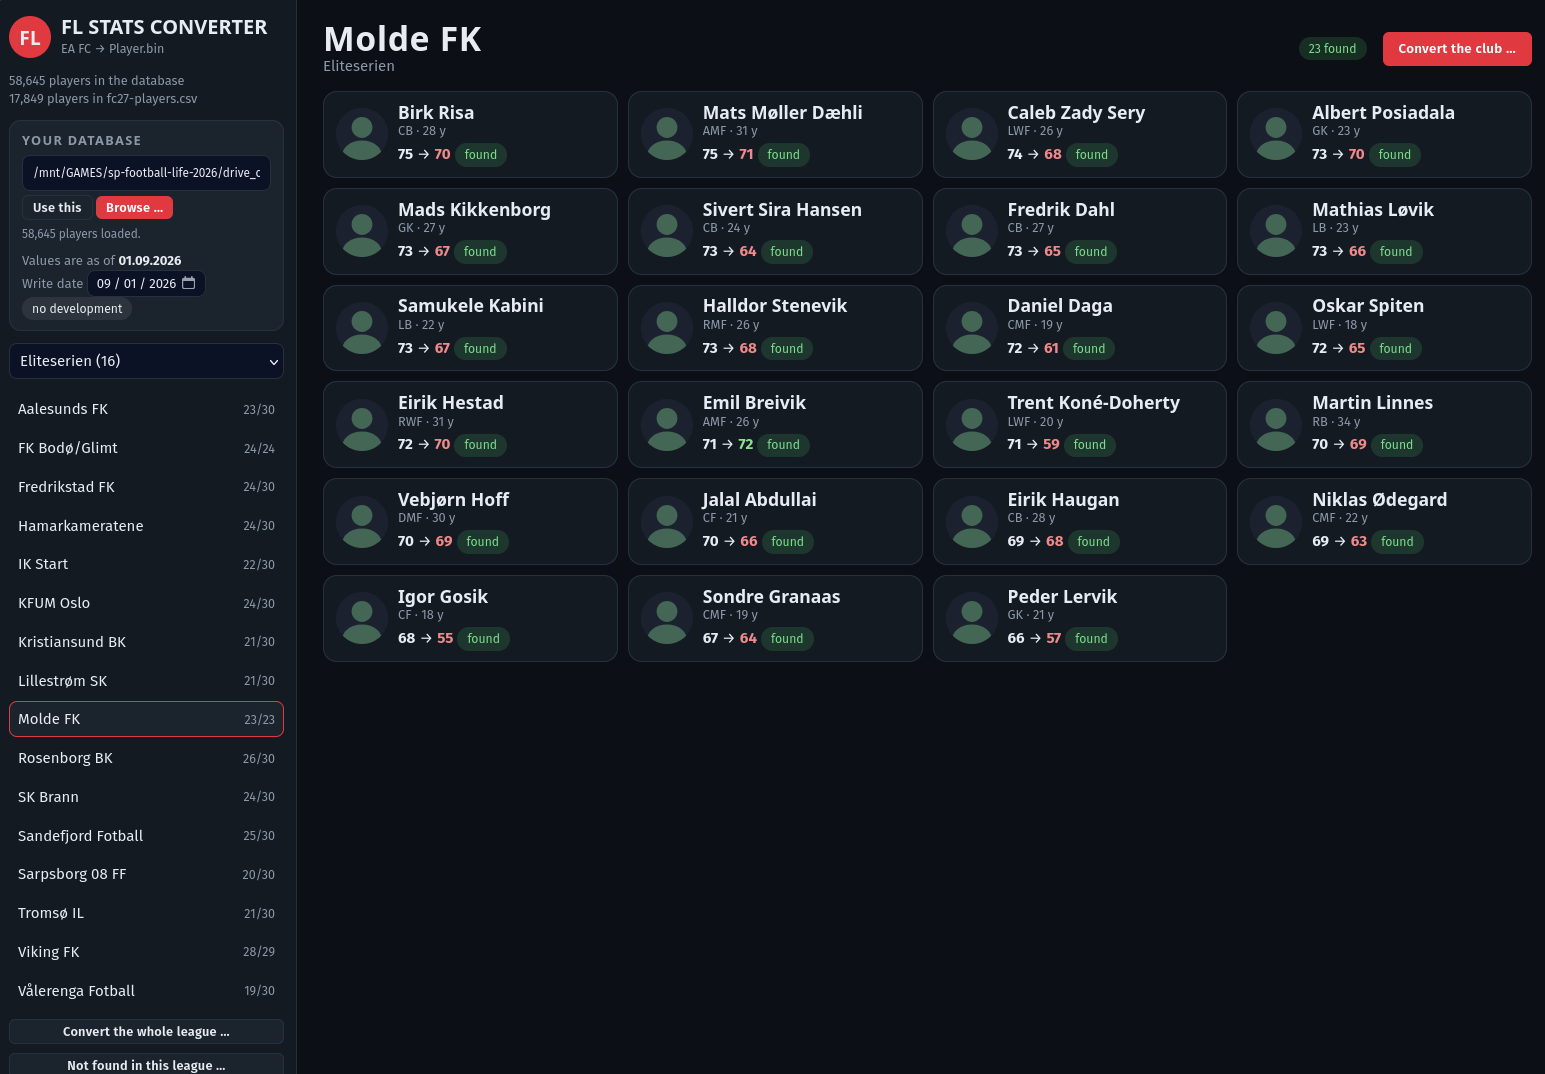 FL
FL STATS CONVERTER
EA FC → Player.bin
58,645 players in the database
17,849 players in fc27-players.csv
YOUR DATABASE
/mnt/GAMES/sp-football-life-2026/drive_c
Use this
Browse ...
58,645 players loaded.
Values are as of 01.09.2026
Write date 09 / 01 / 2026
no development
Eliteserien (16)
Aalesunds FK 23/30
FK Bodø/Glimt 24/24
Fredrikstad FK 24/30
Hamarkameratene 24/30
IK Start 22/30
KFUM Oslo 24/30
Kristiansund BK 21/30
Lillestrøm SK 21/30
Molde FK 23/23
Rosenborg BK 26/30
SK Brann 24/30
Sandefjord Fotball 25/30
Sarpsborg 08 FF 20/30
Tromsø IL 21/30
Viking FK 28/29
Vålerenga Fotball 19/30
Convert the whole league ...
Not found in this league ...
Molde FK
Eliteserien
23 found
Convert the club ...
Birk Risa
CB · 28 y
75 → 70 found
Mats Møller Dæhli
AMF · 31 y
75 → 71 found
Caleb Zady Sery
LWF · 26 y
74 → 68 found
Albert Posiadala
GK · 23 y
73 → 70 found
Mads Kikkenborg
GK · 27 y
73 → 67 found
Sivert Sira Hansen
CB · 24 y
73 → 64 found
Fredrik Dahl
CB · 27 y
73 → 65 found
Mathias Løvik
LB · 23 y
73 → 66 found
Samukele Kabini
LB · 22 y
73 → 67 found
Halldor Stenevik
RMF · 26 y
73 → 68 found
Daniel Daga
CMF · 19 y
72 → 61 found
Oskar Spiten
LWF · 18 y
72 → 65 found
Eirik Hestad
RWF · 31 y
72 → 70 found
Emil Breivik
AMF · 26 y
71 → 72 found
Trent Koné-Doherty
LWF · 20 y
71 → 59 found
Martin Linnes
RB · 34 y
70 → 69 found
Vebjørn Hoff
DMF · 30 y
70 → 69 found
Jalal Abdullai
CF · 21 y
70 → 66 found
Eirik Haugan
CB · 28 y
69 → 68 found
Niklas Ødegard
CMF · 22 y
69 → 63 found
Igor Gosik
CF · 18 y
68 → 55 found
Sondre Granaas
CMF · 19 y
67 → 64 found
Peder Lervik
GK · 21 y
66 → 57 found